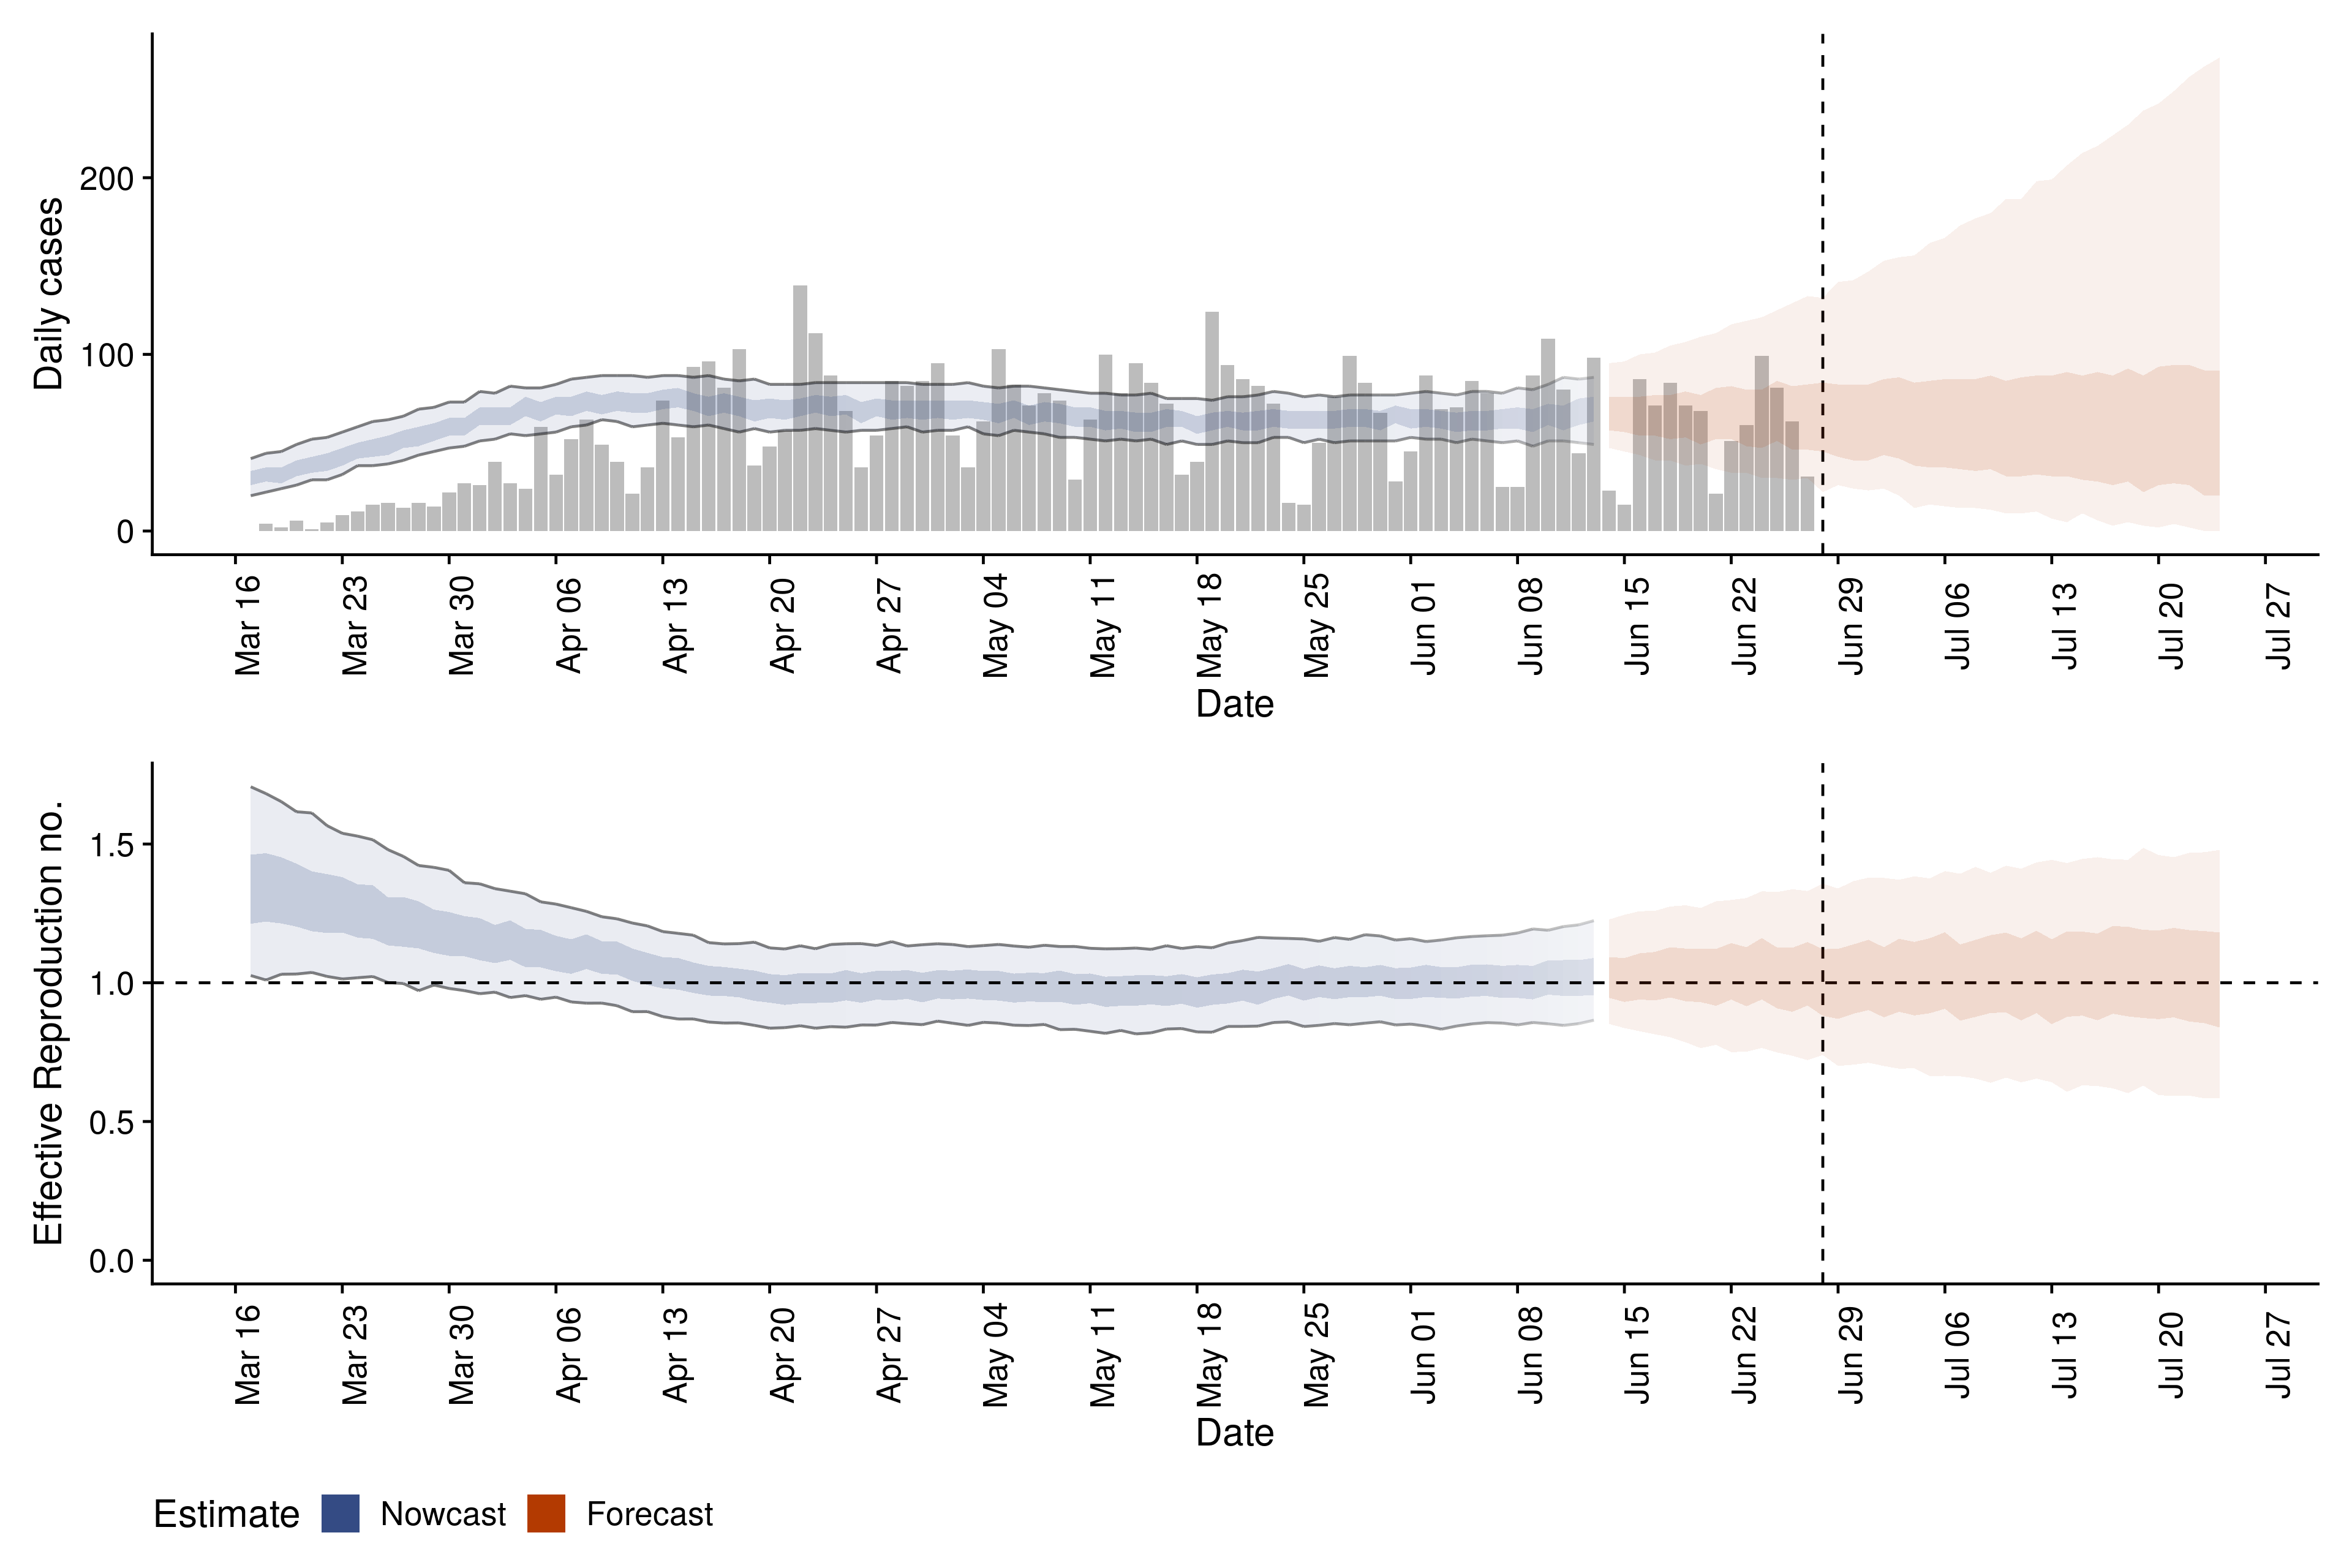 Daily cases
200
100
0
Mar 16
Mar 23
Mar 30
Apr 06
Apr 13
Apr 20
Apr 27
May 04
May 11
May 18
May 25
Jun 01
Jun 08
Jun 15
Jun 22
Jun 29
Jul 06
Jul 13
Jul 20
Jul 27
Date
Effective Reproduction no.
1.5
1.0
0.5
0.0
Mar 16
Mar 23
Mar 30
Apr 06
Apr 13
Apr 20
Apr 27
May 04
May 11
May 18
May 25
Jun 01
Jun 08
Jun 15
Jun 22
Jun 29
Jul 06
Jul 13
Jul 20
Jul 27
Date
Estimate Nowcast Forecast